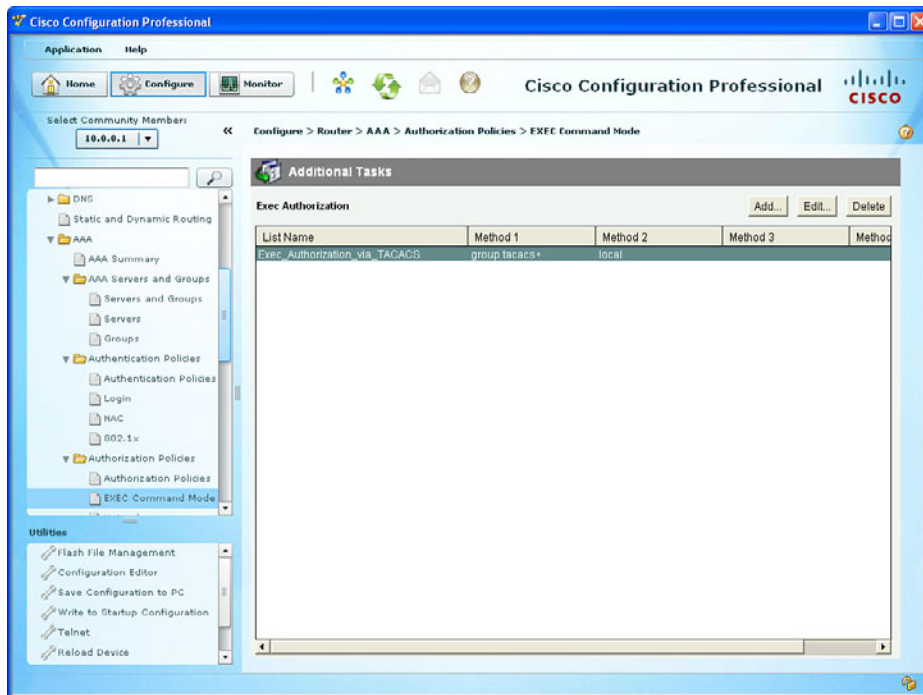 Cisco Configuration Professional
Application Help
Home Configure Monitor
Cisco Configuration Professional
CISCO
Select Community Member:
10.0.0.1
Configure > Router > AAA > Authorization Policies > EXEC Command Mode
Additional Tasks
Exec Authorization
Add... Edit... Delete
List Name Method 1 Method 2 Method 3 Method
Exec_Authorization_via_TACACS group tacacs+ local
DNS
Static and Dynamic Routing
AAA
AAA Summary
AAA Servers and Groups
Servers and Groups
Servers
Groups
Authentication Policies
Authentication Policies
Login
NAC
802.1x
Authorization Policies
Authorization Policies
EXEC Command Mode
Utilities
Flash File Management
Configuration Editor
Save Configuration to PC
Write to Startup Configuration
Telnet
Reload Device